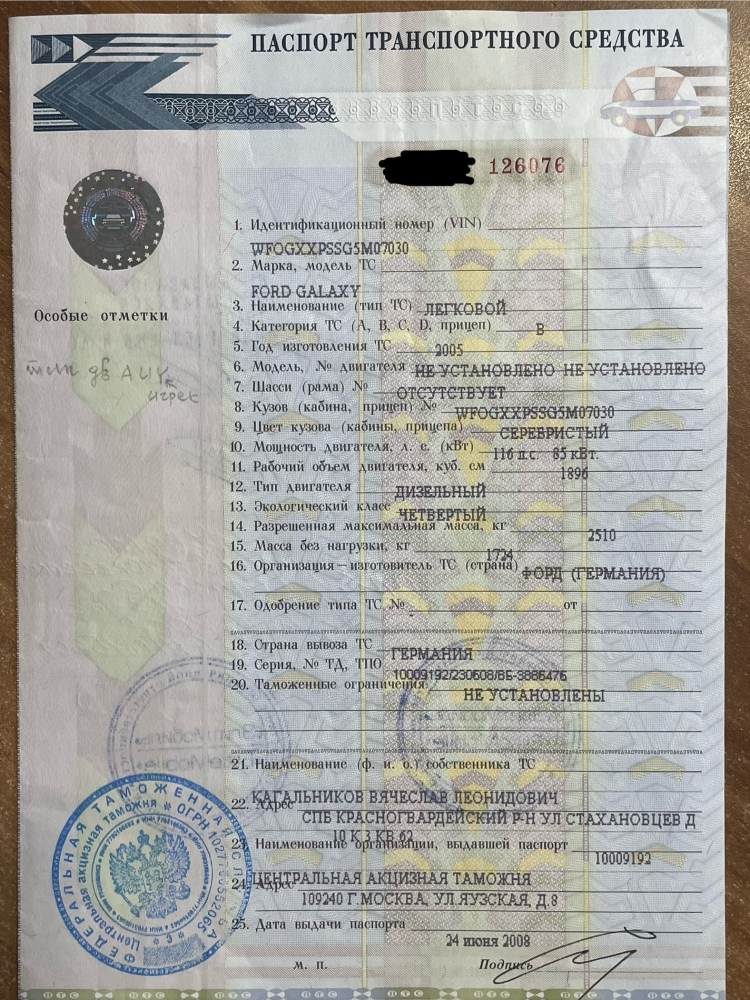 ПАСПОРТ ТРАНСПОРТНОГО СРЕДСТВА
126076
1. Идентификационный номер (VIN)
WFOGXXPSSG5M07030
2. Марка, модель ТС
FORD GALAXY
3. Наименование (тип ТС) ЛЕГКОВОЙ
Особые отметки
4. Категория ТС (А, В, С, D, прицеп) В
5. Год изготовления ТС 2005
6. Модель, № двигателя НЕ УСТАНОВЛЕНО НЕ УСТАНОВЛЕНО
7. Шасси (рама) № ОТСУТСТВУЕТ
8. Кузов (кабина, прицеп) № WFOGXXPSSG5M07030
9. Цвет кузова (кабины, прицепа) СЕРЕБРИСТЫЙ
10. Мощность двигателя, л. с. (кВт) 116 л.с. 85 кВт.
11. Рабочий объем двигателя, куб. см 1896
12. Тип двигателя ДИЗЕЛЬНЫЙ
13. Экологический класс ЧЕТВЕРТЫЙ
14. Разрешенная максимальная масса, кг 2510
15. Масса без нагрузки, кг 1724
16. Организация – изготовитель ТС (страна) ФОРД (ГЕРМАНИЯ)
17. Одобрение типа ТС № от
18. Страна вывоза ТС ГЕРМАНИЯ
19. Серия, № ТД, ТПО 10009192/230608/ВБ-3886476
20. Таможенные ограничения НЕ УСТАНОВЛЕНЫ
21. Наименование (ф. и. о.) собственника ТС
КАГАЛЬНИКОВ ВЯЧЕСЛАВ ЛЕОНИДОВИЧ
22. Адрес СПБ КРАСНОГВАРДЕЙСКИЙ Р-Н УЛ СТАХАНОВЦЕВ Д
10 К 3 КВ 62
23. Наименование организации, выдавшей паспорт 10009192
ЦЕНТРАЛЬНАЯ АКЦИЗНАЯ ТАМОЖНЯ
24. Адрес 109240 Г.МОСКВА, УЛ.ЯУЗСКАЯ, Д.8
25. Дата выдачи паспорта 24 июня 2008
М. П. Подпись
ФЕДЕРАЛЬНАЯ ТАМОЖЕННАЯ СЛУЖБА
Центральная акцизная таможня * ОГРН 1027700552065